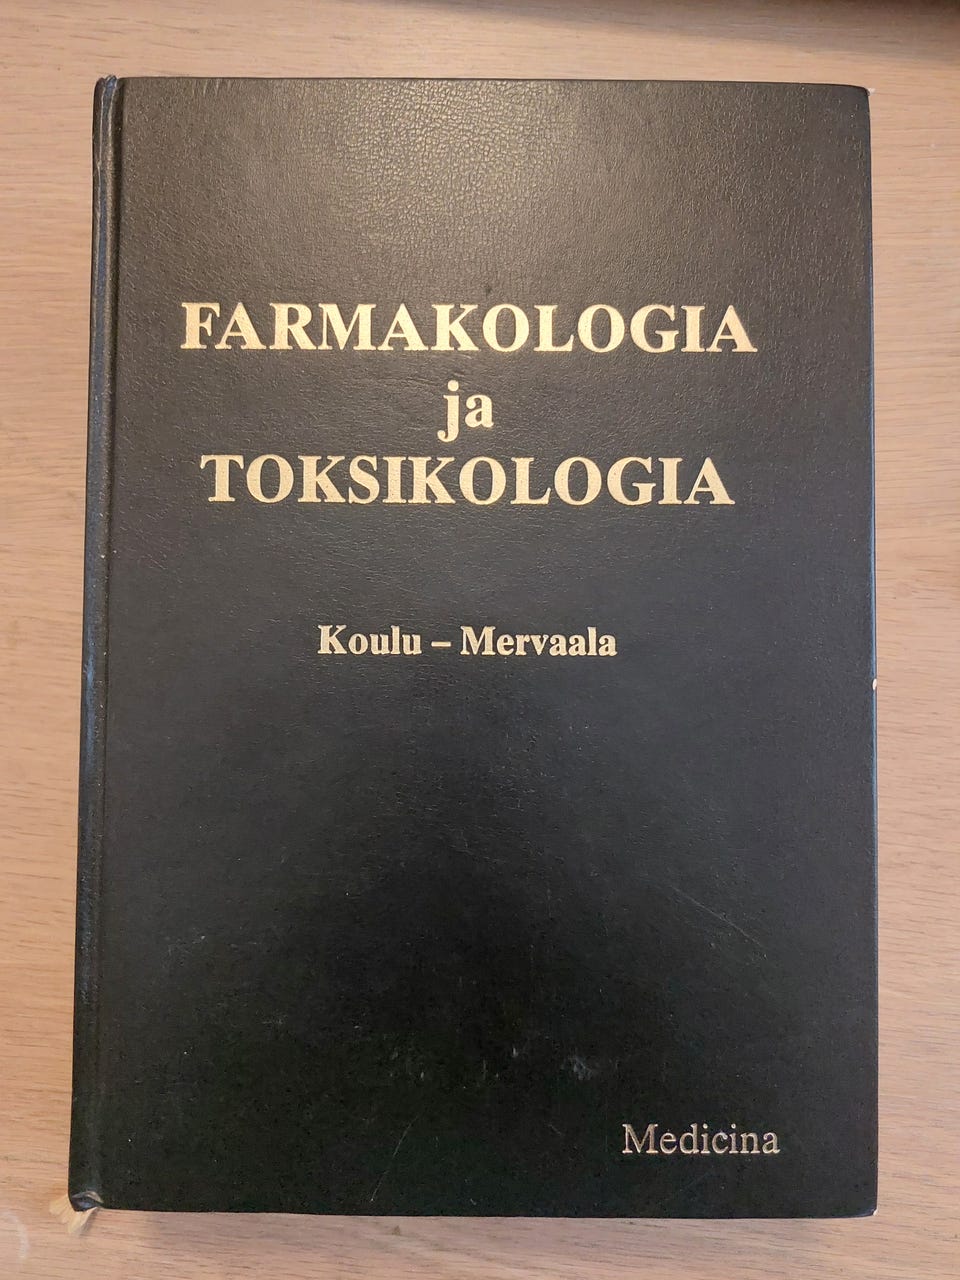 FARMAKOLOGIA
ja
TOKSIKOLOGIA
Koulu – Mervaala
Medicina